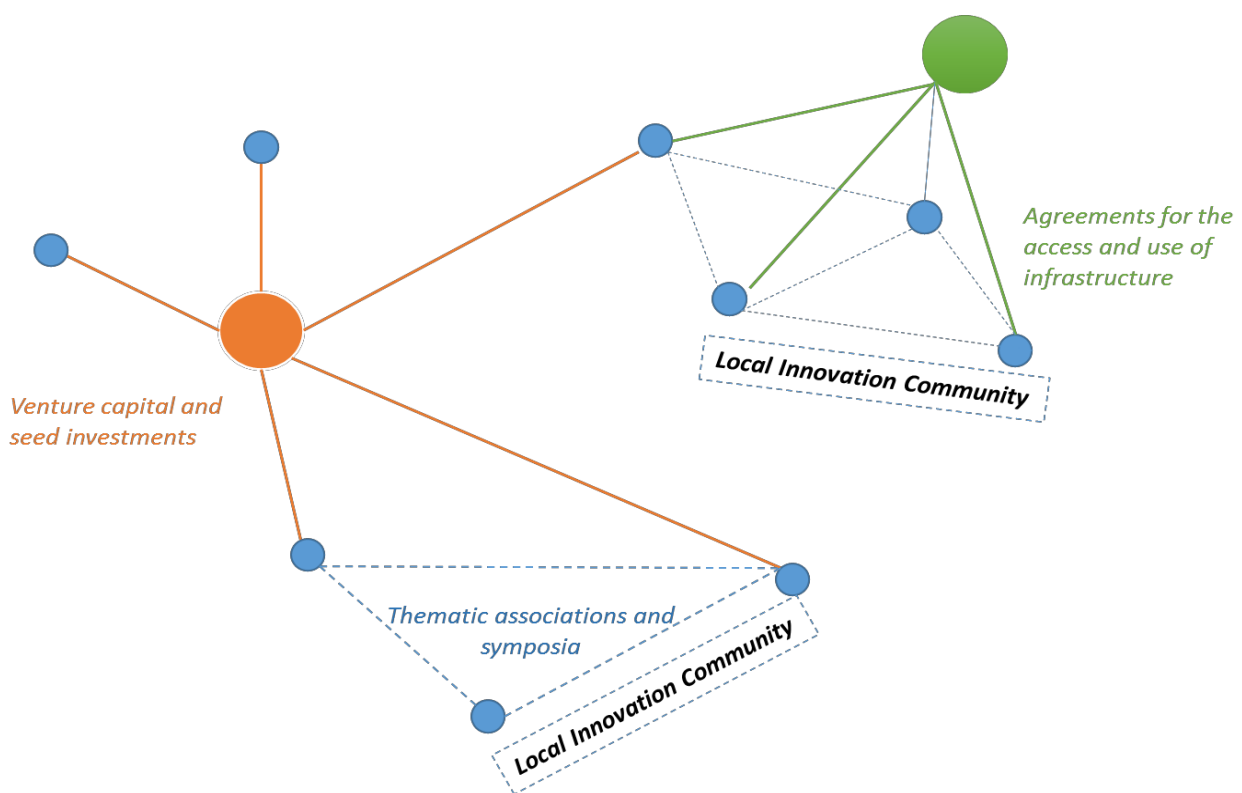 Agreements for the
access and use of
infrastructure
Local Innovation Community
Venture capital and
seed investments
Thematic associations and
symposia
Local Innovation Community